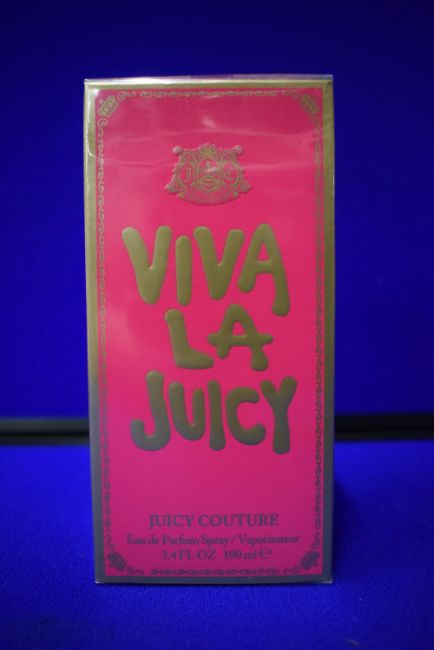 VIVA
LA
JUICY
JUICY COUTURE
Eau de Parfum Spray / Vaporisateur
3.4 FL OZ 100 ml ℮